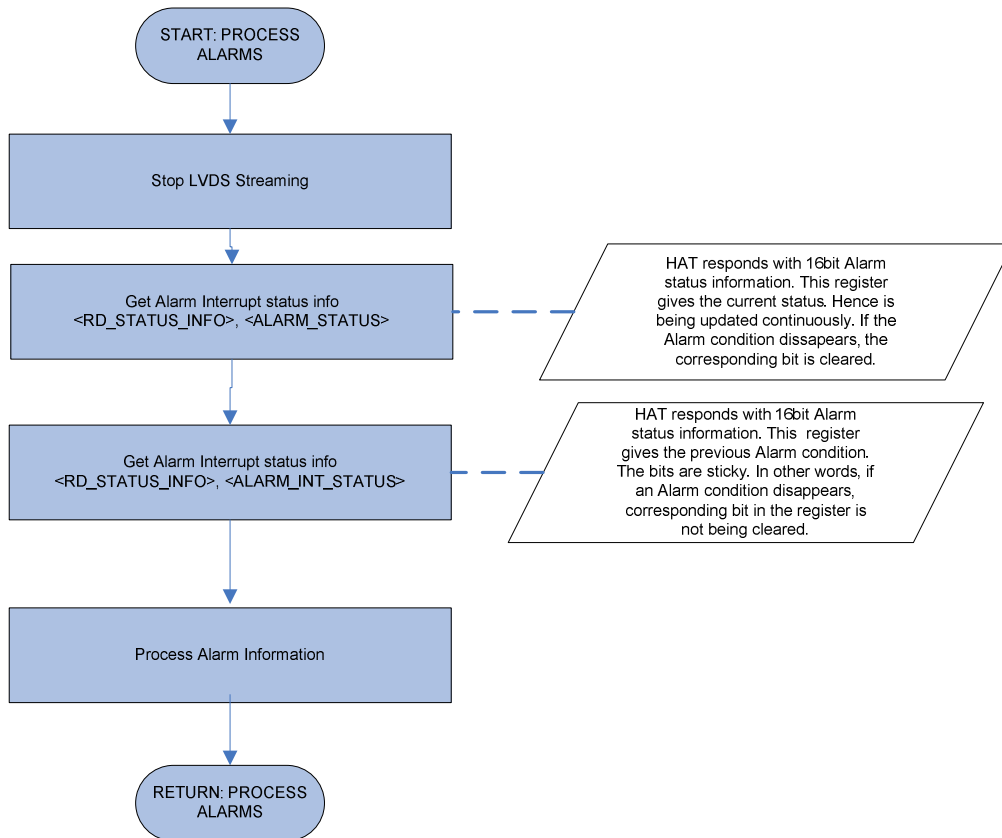 START: PROCESS
ALARMS
Stop LVDS Streaming
Get Alarm Interrupt status info
<RD_STATUS_INFO>, <ALARM_STATUS>
HAT responds with 16bit Alarm
status information. This register
gives the current status. Hence is
being updated continuously. If the
Alarm condition dissapears, the
corresponding bit is cleared.
Get Alarm Interrupt status info
<RD_STATUS_INFO>, <ALARM_INT_STATUS>
HAT responds with 16bit Alarm
status information. This register
gives the previous Alarm condition.
The bits are sticky. In other words, if
an Alarm condition disappears,
corresponding bit in the register is
not being cleared.
Process Alarm Information
RETURN: PROCESS
ALARMS